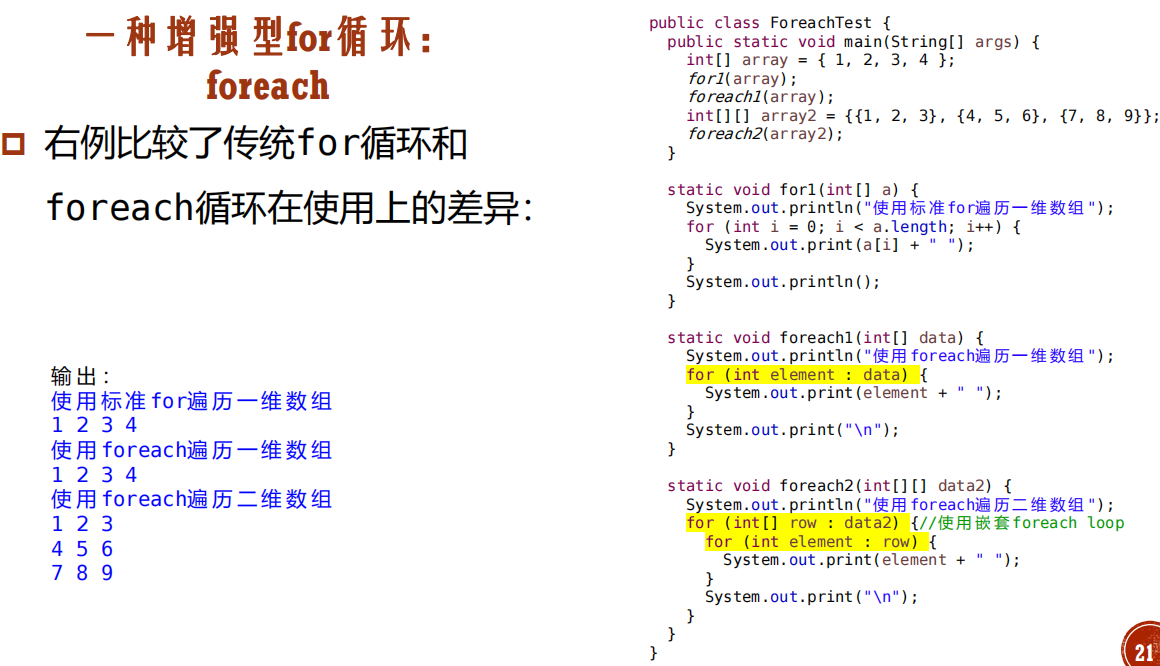 一种增强型for循环：
foreach
右例比较了传统for循环和
foreach循环在使用上的差异：
输出：
使用标准for遍历一维数组
1 2 3 4
使用foreach遍历一维数组
1 2 3 4
使用foreach遍历二维数组
1 2 3
4 5 6
7 8 9
public class ForeachTest {
  public static void main(String[] args) {
    int[] array = { 1, 2, 3, 4 };
    for1(array);
    foreach1(array);
    int[][] array2 = {{1, 2, 3}, {4, 5, 6}, {7, 8, 9}};
    foreach2(array2);
  }
  static void for1(int[] a) {
    System.out.println("使用标准for遍历一维数组");
    for (int i = 0; i < a.length; i++) {
      System.out.print(a[i] + " ");
    }
    System.out.println();
  }
  static void foreach1(int[] data) {
    System.out.println("使用foreach遍历一维数组");
    for (int element : data) {
      System.out.print(element + " ");
    }
    System.out.print("\n");
  }
  static void foreach2(int[][] data2) {
    System.out.println("使用foreach遍历二维数组");
    for (int[] row : data2) {//使用嵌套foreach loop
      for (int element : row) {
        System.out.print(element + " ");
      }
      System.out.print("\n");
    }
  }
}
21